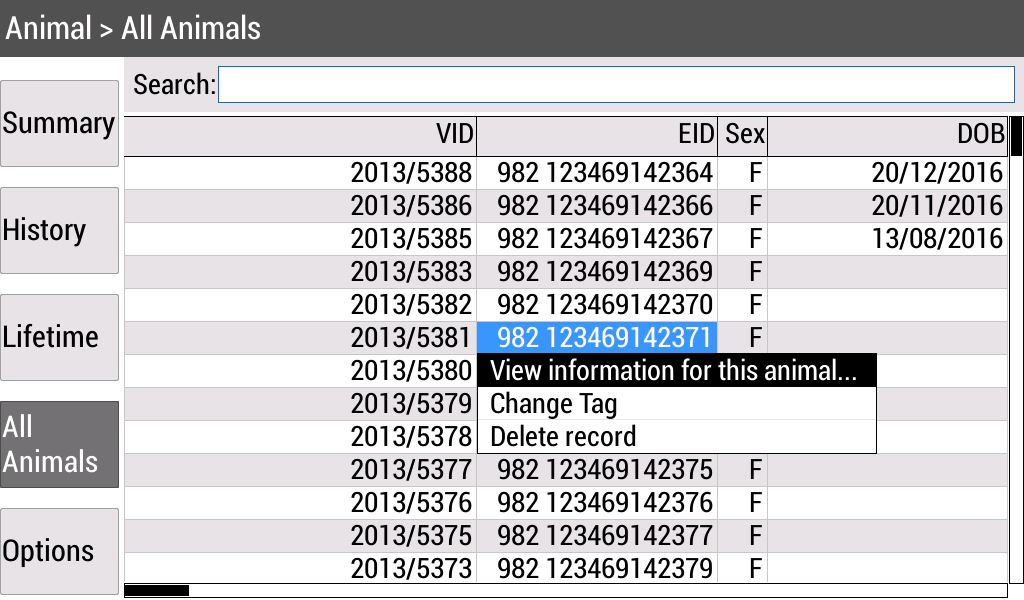 Animal > All Animals
Search:
Summary
History
Lifetime
All
Animals
Options
VID EID Sex DOB
2013/5388 982 123469142364 F 20/12/2016
2013/5386 982 123469142366 F 20/11/2016
2013/5385 982 123469142367 F 13/08/2016
2013/5383 982 123469142369 F
2013/5382 982 123469142370 F
2013/5381 982 123469142371 F
2013/5380 View information for this animal...
2013/5379 Change Tag
2013/5378 Delete record
2013/5377 982 123469142375 F
2013/5376 982 123469142376 F
2013/5375 982 123469142377 F
2013/5373 982 123469142379 F